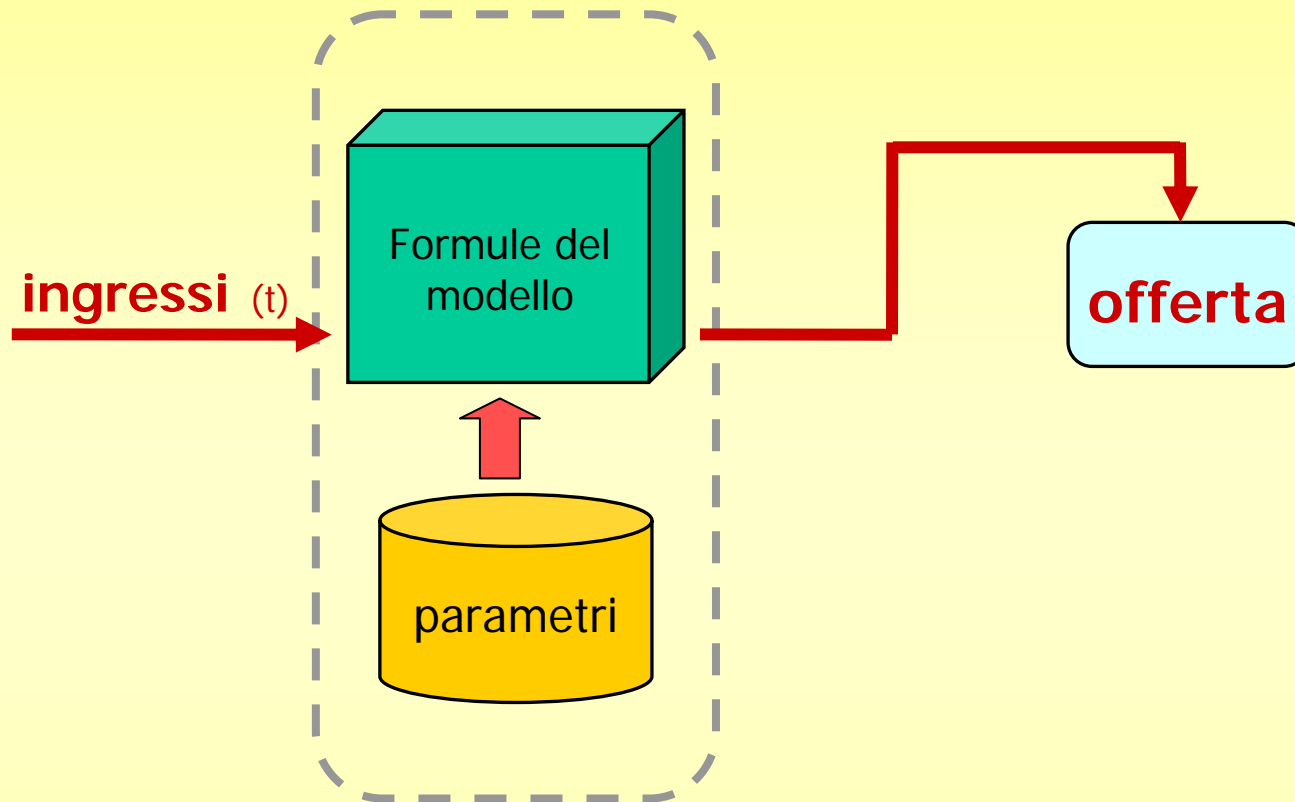 ingressi (t)
Formule del
modello
offerta
parametri